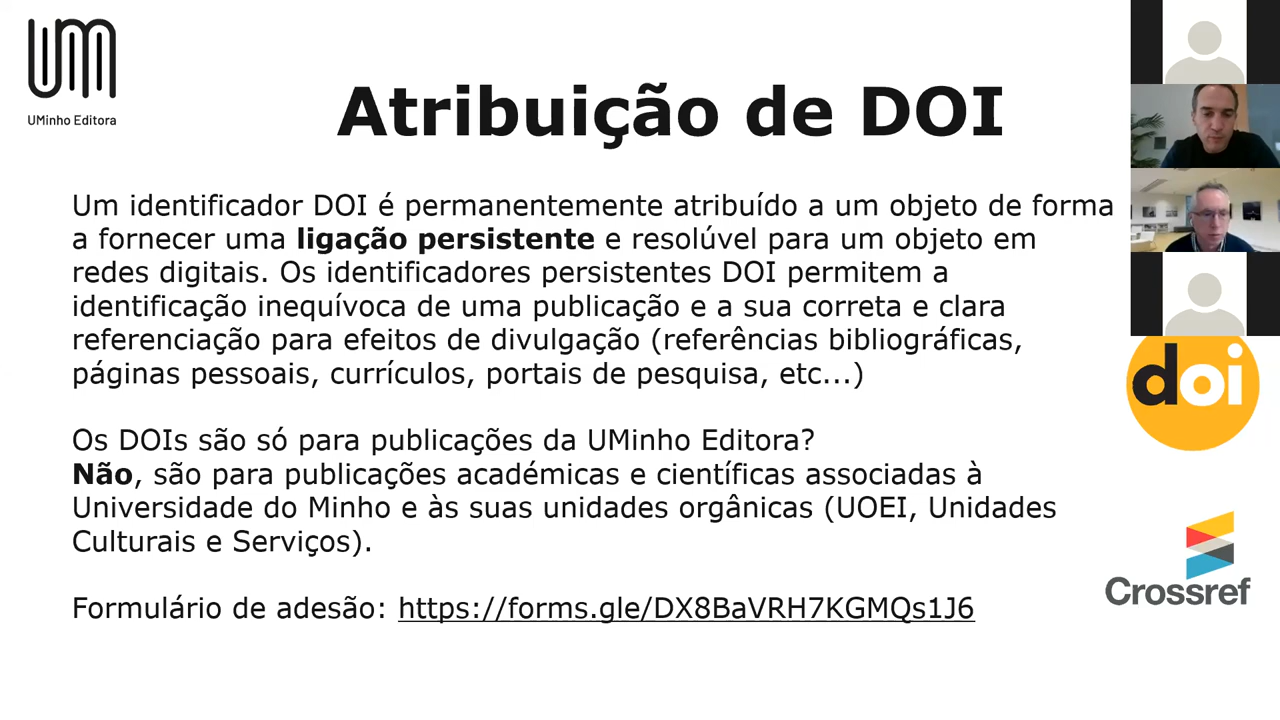 UMinho Editora
Atribuição de DOI
Um identificador DOI é permanentemente atribuído a um objeto de forma
a fornecer uma ligação persistente e resolúvel para um objeto em
redes digitais. Os identificadores persistentes DOI permitem a
identificação inequívoca de uma publicação e a sua correta e clara
referenciação para efeitos de divulgação (referências bibliográficas,
páginas pessoais, currículos, portais de pesquisa, etc...)
doi
Os DOIs são só para publicações da UMinho Editora?
Não, são para publicações académicas e científicas associadas à
Universidade do Minho e às suas unidades orgânicas (UOEI, Unidades
Culturais e Serviços).
Crossref
Formulário de adesão: https://forms.gle/DX8BaVRH7KGMQs1J6